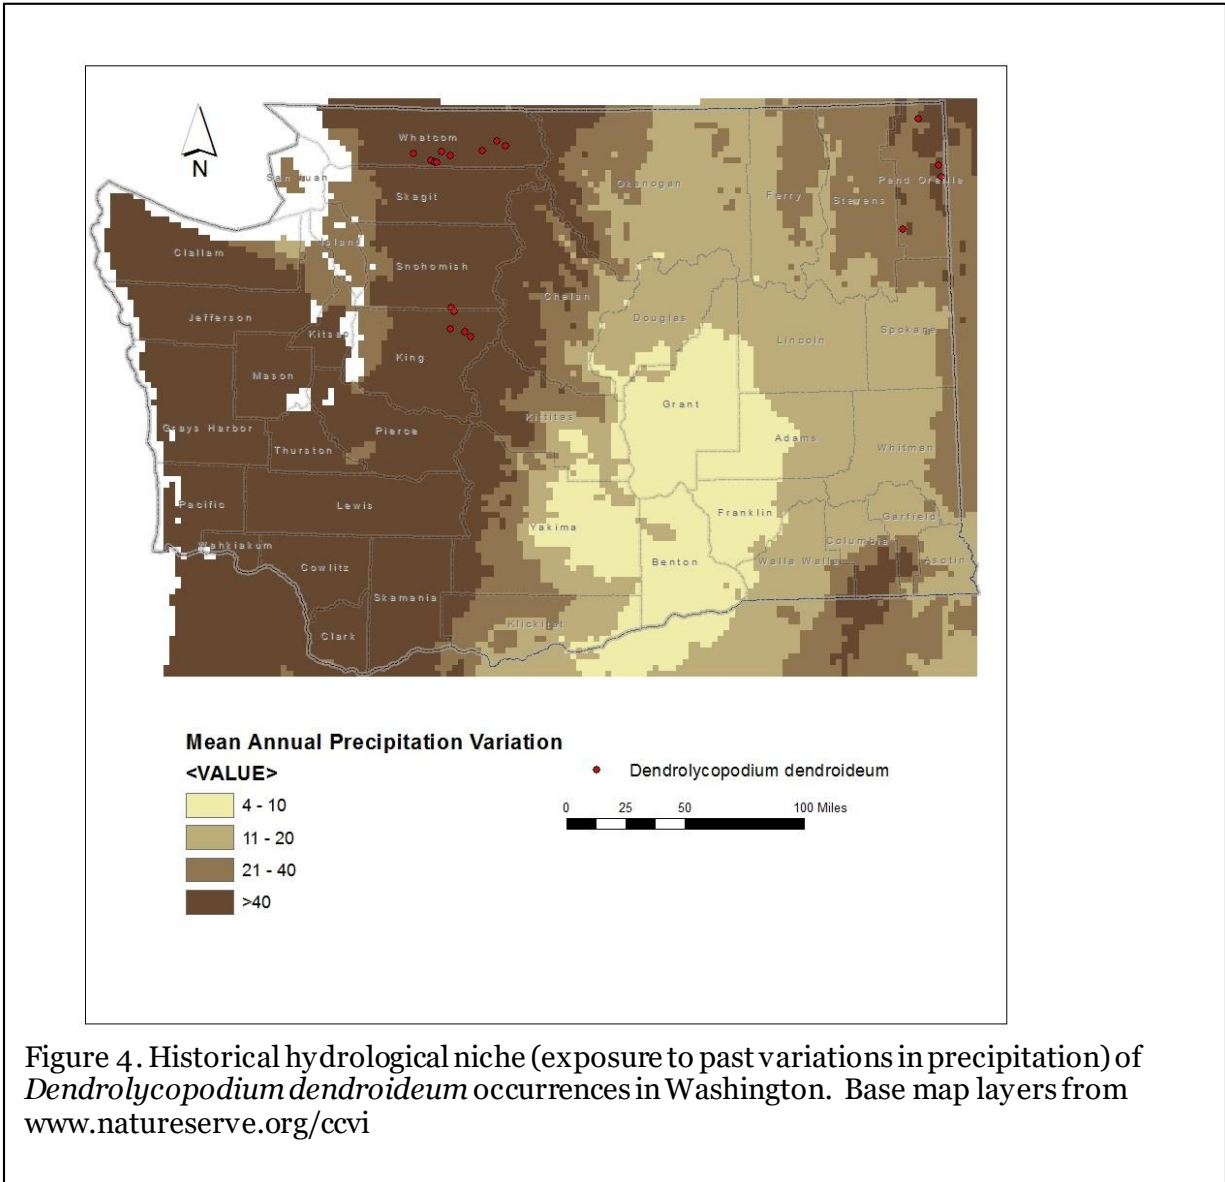 N
Whatcom
San Juan
Skagit
Okanogan
Ferry
Stevens
Pend Oreille
Clallam
Island
Snohomish
Chelan
Jefferson
Kitsap
Douglas
Lincoln
Spokane
King
Mason
Grant
Grays Harbor
Kittitas
Pierce
Adams
Thurston
Whitman
Pacific
Lewis
Yakima
Franklin
Garfield
Wahkiakum
Columbia
Cowlitz
Benton
Walla Walla
Asotin
Skamania
Clark
Klickitat
Mean Annual Precipitation Variation
<VALUE>
4 - 10
11 - 20
21 - 40
>40
Dendrolycopodium dendroideum
0 25 50 100 Miles
Figure 4. Historical hydrological niche (exposure to past variations in precipitation) of
Dendrolycopodium dendroideum occurrences in Washington. Base map layers from
www.natureserve.org/ccvi